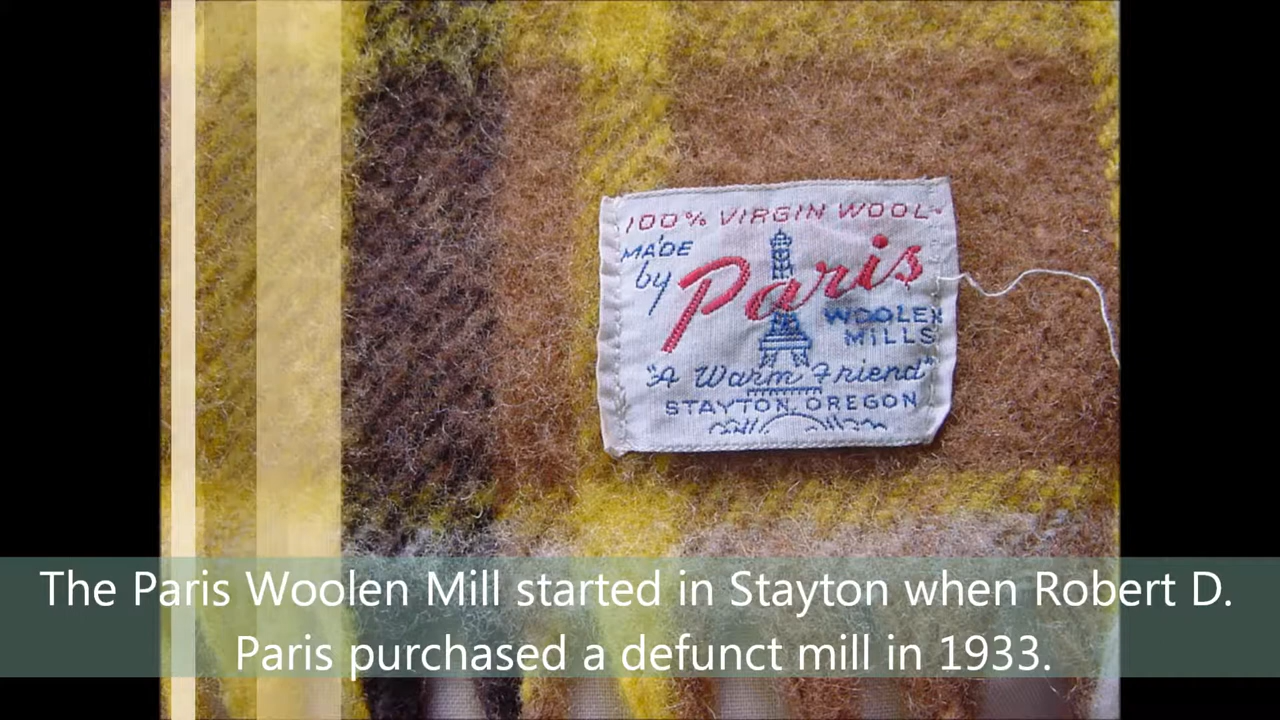 100% VIRGIN WOOL
MADE
by Paris
WOOLEN
MILLS
"A Warm Friend"
STAYTON, OREGON
The Paris Woolen Mill started in Stayton when Robert D.
Paris purchased a defunct mill in 1933.